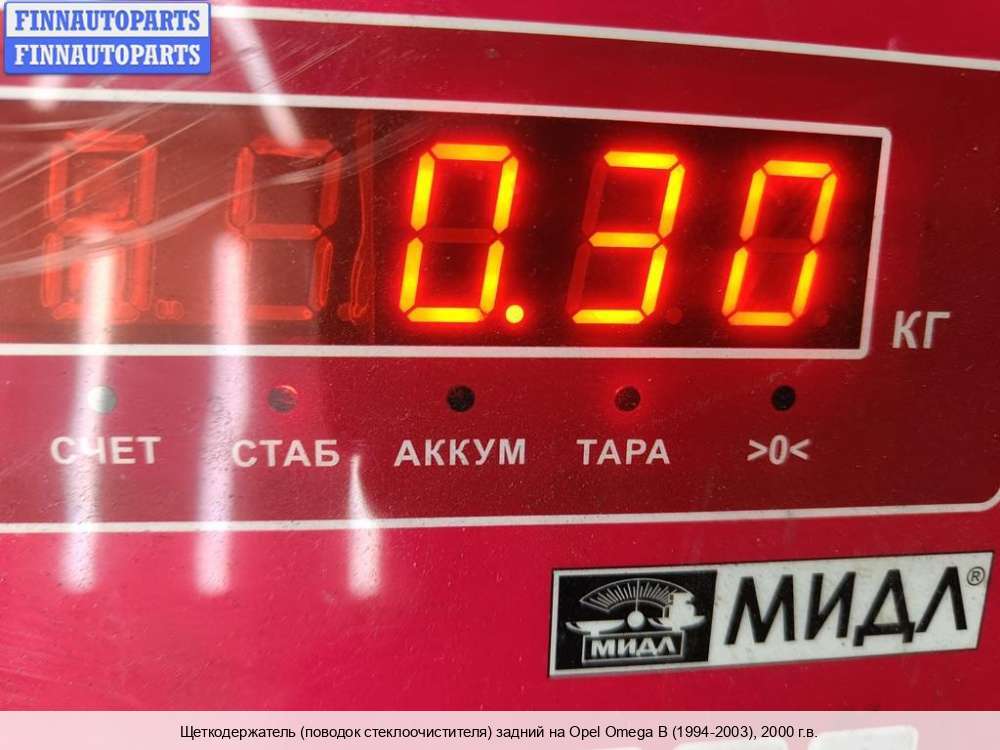 FINNAUTOPARTS
FINNAUTOPARTS
0.30
КГ
СЧЕТ СТАБ АККУМ ТАРА >0<
МИДЛ МИДЛ®
Щеткодержатель (поводок стеклоочистителя) задний на Opel Omega B (1994-2003), 2000 г.в.